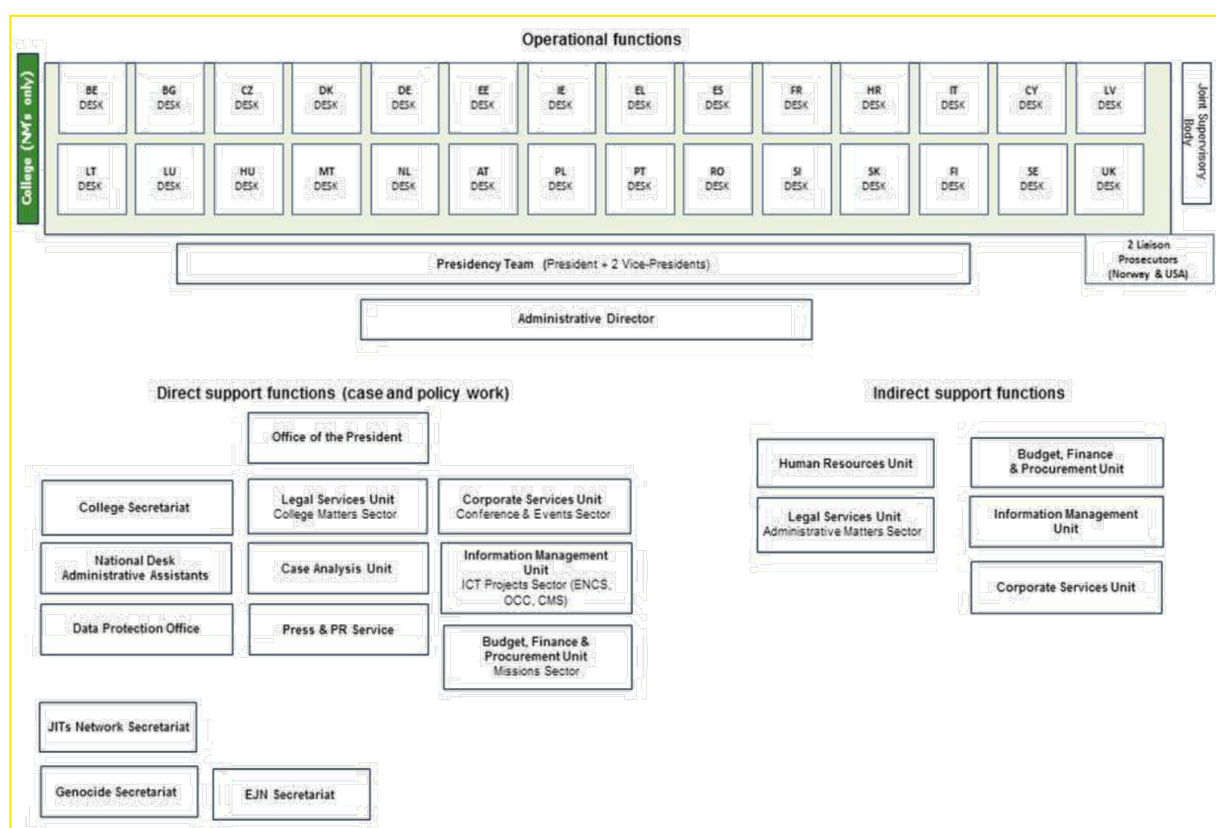 Operational functions
College (NM's only)
BE
DESK
BG
DESK
CZ
DESK
DK
DESK
DE
DESK
EE
DESK
IE
DESK
EL
DESK
ES
DESK
FR
DESK
HR
DESK
IT
DESK
CY
DESK
LV
DESK
Joint Supervisory
Body
LT
DESK
LU
DESK
HU
DESK
MT
DESK
NL
DESK
AT
DESK
PL
DESK
PT
DESK
RO
DESK
SI
DESK
SK
DESK
FI
DESK
SE
DESK
UK
DESK
Presidency Team (President + 2 Vice-Presidents)
2 Liaison
Prosecutors
(Norway & USA)
Administrative Director
Direct support functions (case and policy work)
Office of the President
College Secretariat
Legal Services Unit
College Matters Sector
Corporate Services Unit
Conference & Events Sector
National Desk
Administrative Assistants
Case Analysis Unit
Information Management
Unit
ICT Projects Sector (ENCS,
OCC, CMS)
Data Protection Office
Press & PR Service
Budget, Finance &
Procurement Unit
Missions Sector
JITs Network Secretariat
Genocide Secretariat
EJN Secretariat
Indirect support functions
Human Resources Unit
Budget, Finance
& Procurement Unit
Legal Services Unit
Administrative Matters Sector
Information Management
Unit
Corporate Services Unit